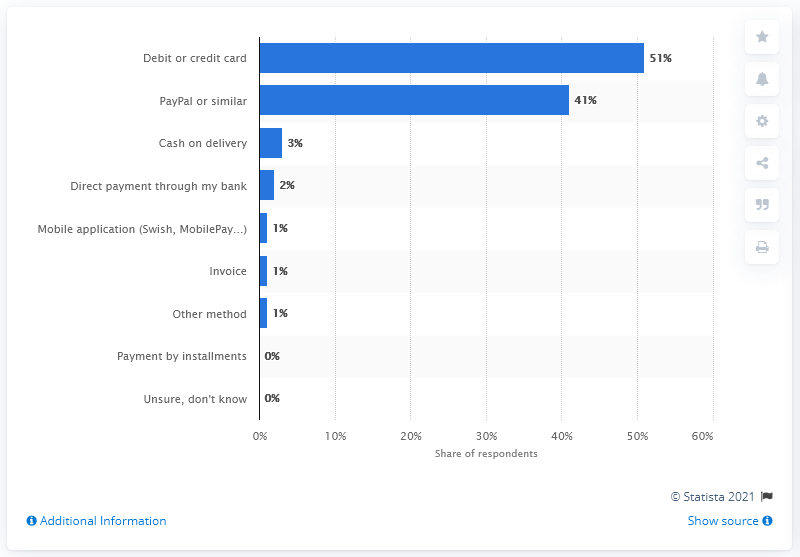 Debit or credit card 51%
PayPal or similar 41%
Cash on delivery 3%
Direct payment through my bank 2%
Mobile application (Swish, MobilePay...) 1%
Invoice 1%
Other method 1%
Payment by installments 0%
Unsure, don't know 0%
0% 10% 20% 30% 40% 50% 60%
Share of respondents
© Statista 2021
Additional Information
Show source